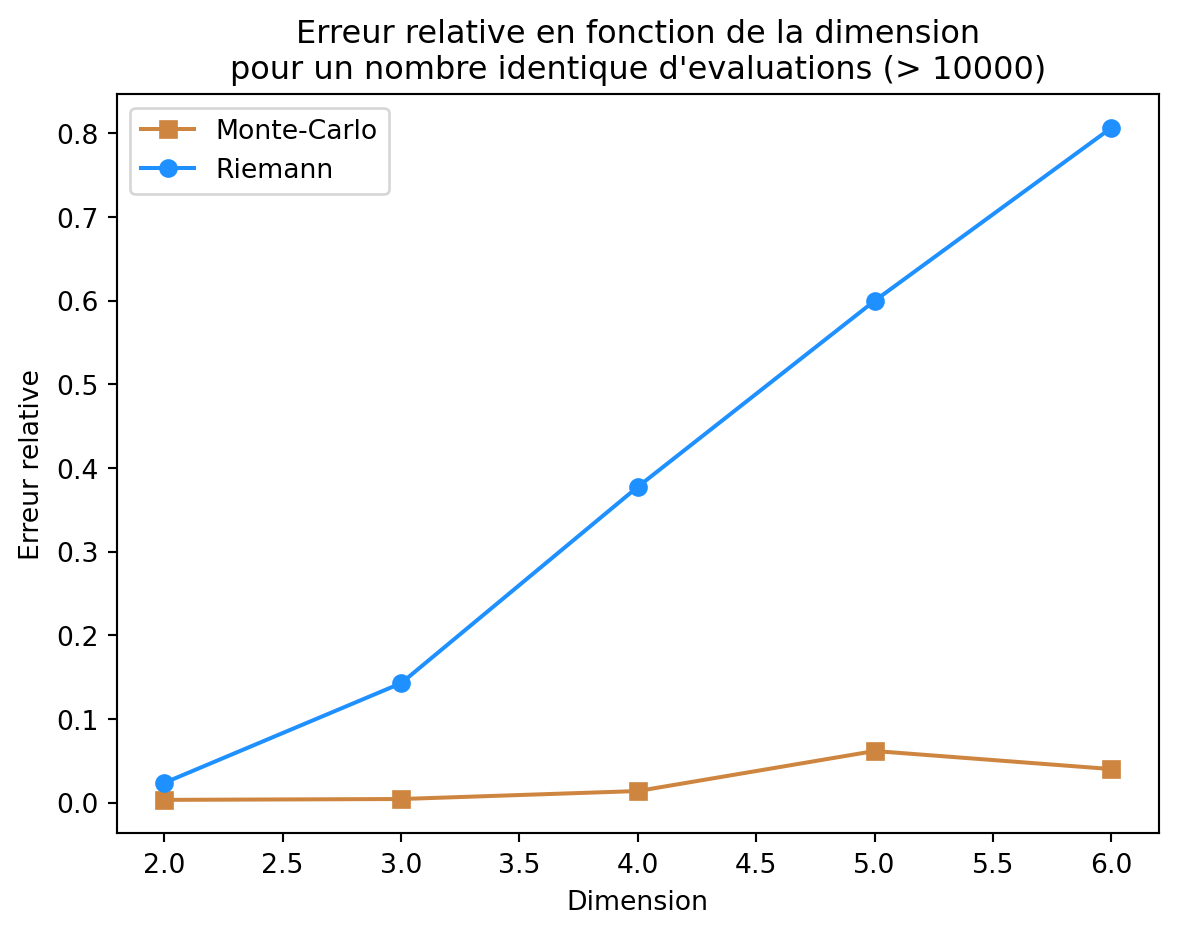 Erreur relative en fonction de la dimension
pour un nombre identique d'evaluations (> 10000)
Monte-Carlo
Riemann
Erreur relative
0.8
0.7
0.6
0.5
0.4
0.3
0.2
0.1
0.0
2.0 2.5 3.0 3.5 4.0 4.5 5.0 5.5 6.0
Dimension